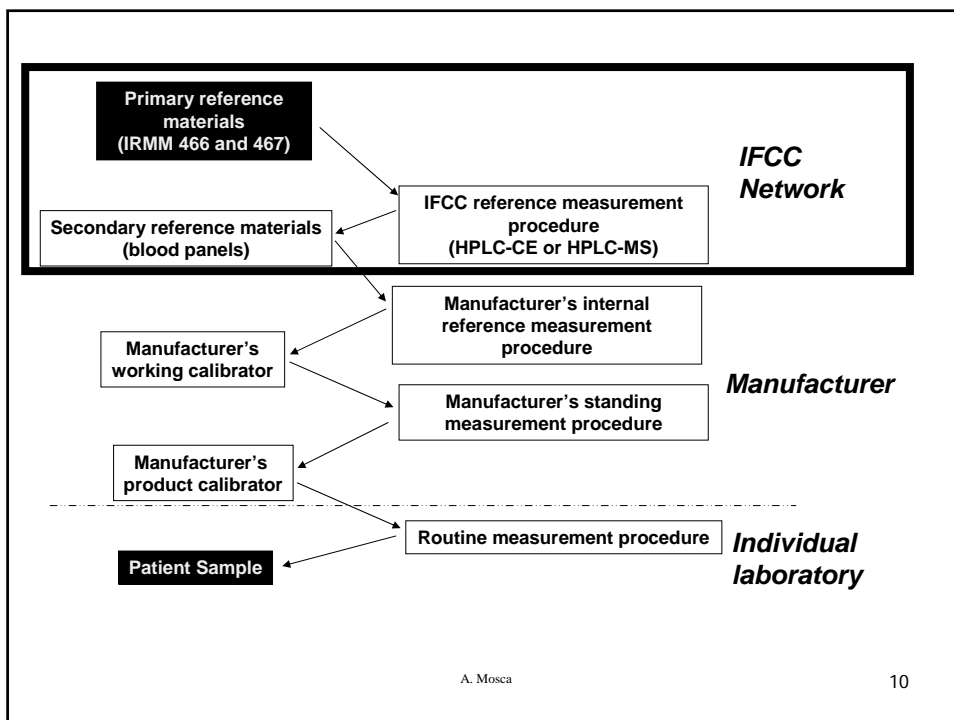 Primary reference
materials
(IRMM 466 and 467)
IFCC
Network
IFCC reference measurement
procedure
(HPLC-CE or HPLC-MS)
Secondary reference materials
(blood panels)
Manufacturer’s internal
reference measurement
procedure
Manufacturer’s
working calibrator
Manufacturer
Manufacturer’s standing
measurement procedure
Manufacturer’s
product calibrator
Routine measurement procedure
Individual
laboratory
Patient Sample
A. Mosca
10